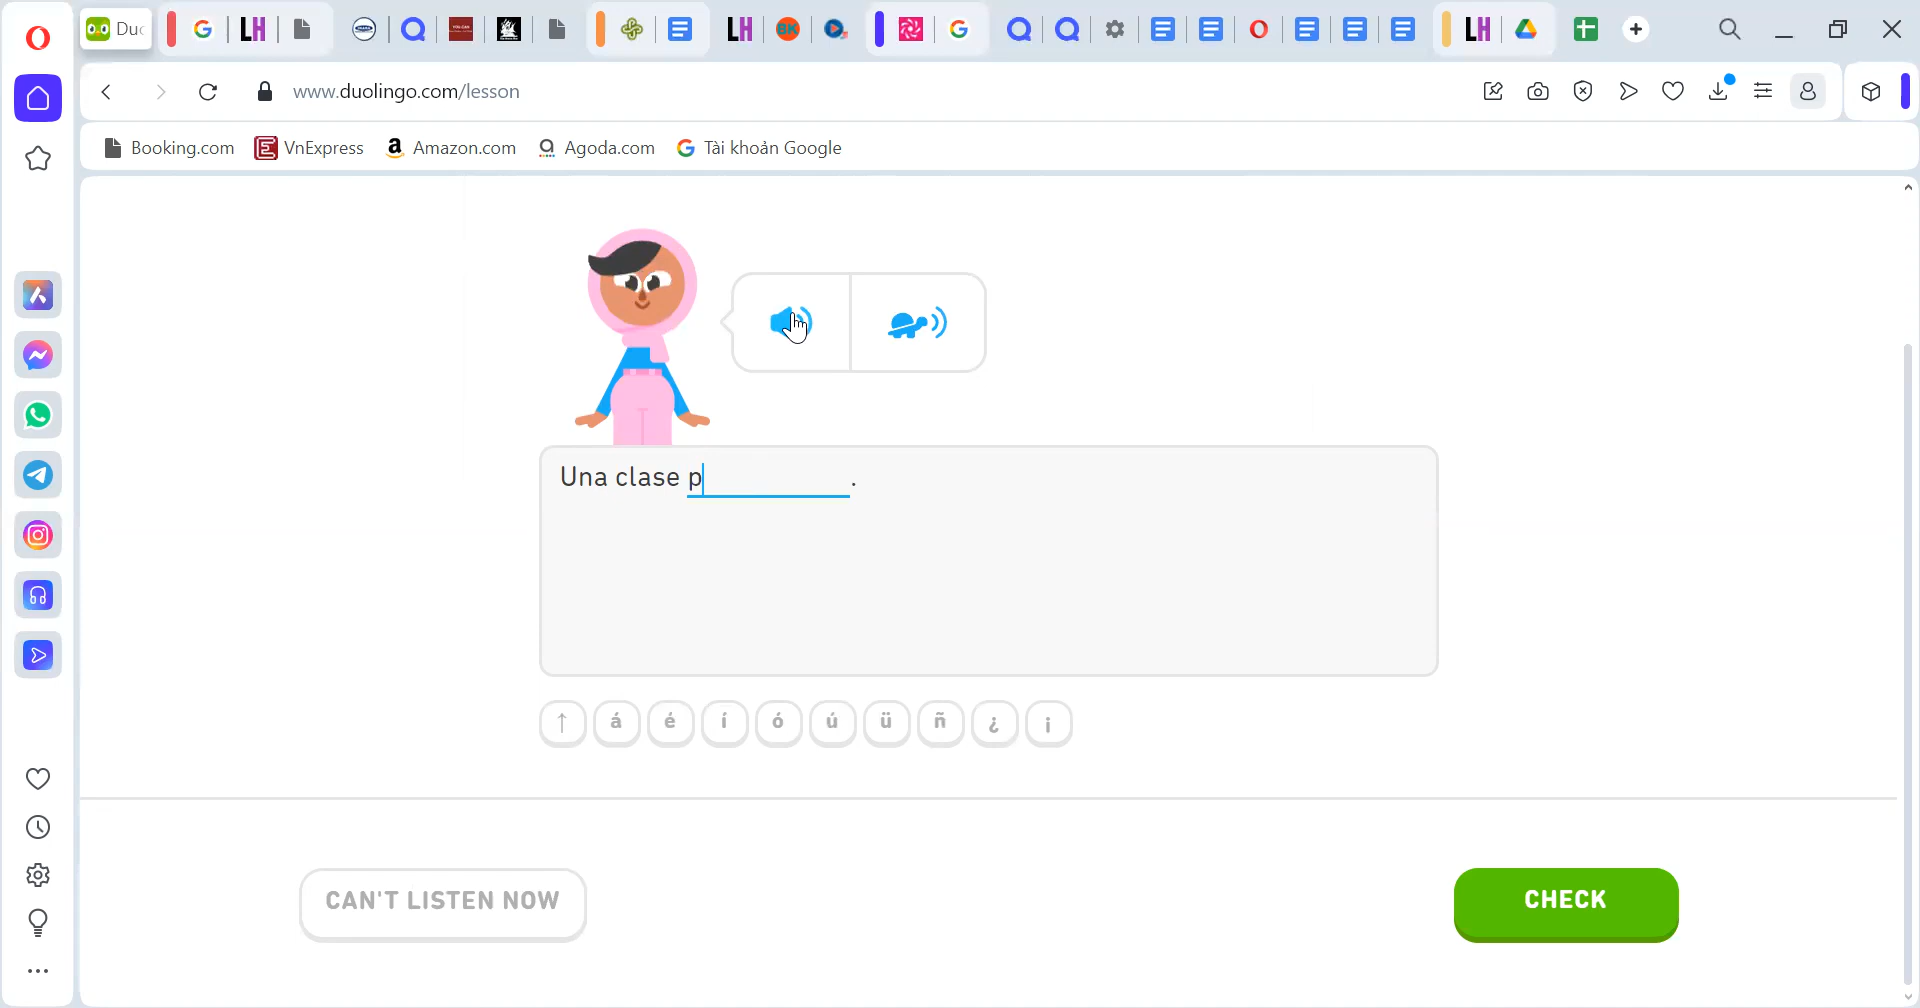 Duc
www.duolingo.com/lesson
Booking.com VnExpress Amazon.com Agoda.com Tài khoản Google
Una clase p .
↑ á é í ó ú ü ñ ¿ ¡
CAN'T LISTEN NOW CHECK